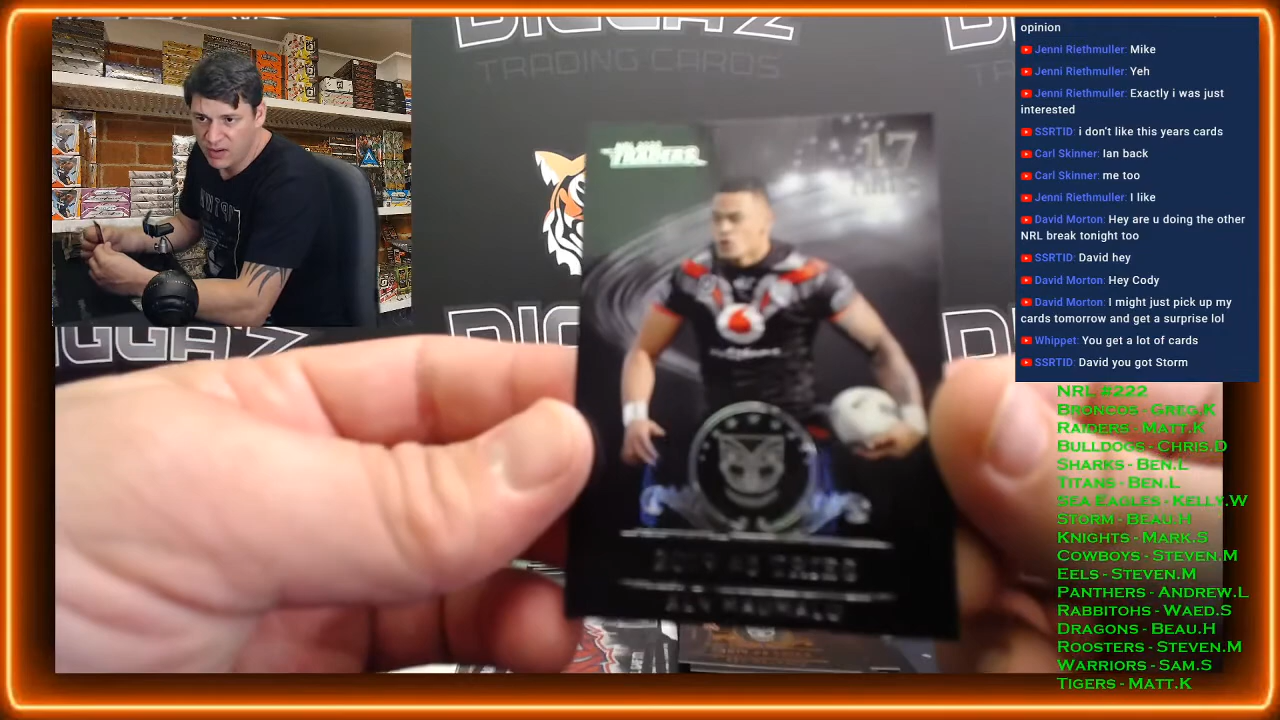 DIGGA'Z
TRADING CARDS
TRADERS
17
DIGGA'Z
opinion
Jenni Riethmuller: Mike
Jenni Riethmuller: Yeh
Jenni Riethmuller: Exactly i was just
interested
SSRTID: i don't like this years cards
Carl Skinner: Ian back
Carl Skinner: me too
Jenni Riethmuller: I like
David Morton: Hey are u doing the other
NRL break tonight too
SSRTID: David hey
David Morton: Hey Cody
David Morton: I might just pick up my
cards tomorrow and get a surprise lol
Whippet: You get a lot of cards
SSRTID: David you got Storm
NRL #222
Broncos - Greg.K
Raiders - Matt.K
Bulldogs - Chris.D
Sharks - Ben.L
Titans - Ben.L
Sea Eagles - Kelly.W
Storm - Beau.H
Knights - Mark.S
Cowboys - Steven.M
Eels - Steven.M
Panthers - Andrew.L
Rabbitohs - Waed.S
Dragons - Beau.H
Roosters - Steven.M
Warriors - Sam.S
Tigers - Matt.K